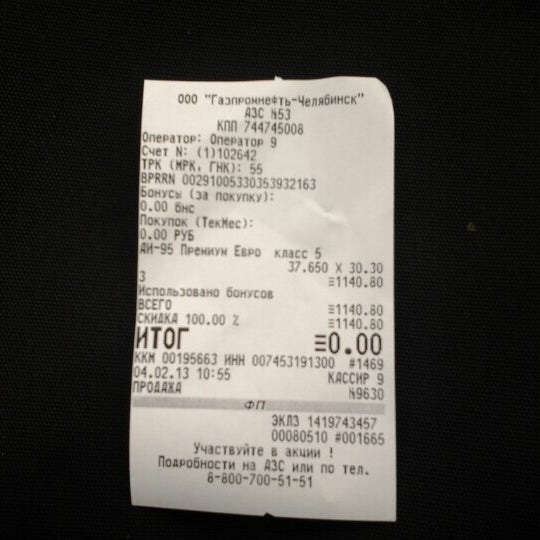 ООО "Газпромнефть-Челябинск"
АЗС №53
КПП 744745008
Оператор: Оператор 9
Счет N: (1)102642
ТРК (МРК, ГНК): 55
BPRRN 00291005330353932163
Бонусы (за покупку):
0.00 бнс
Покупок (ТекМес):
0.00 РУБ
АИ-95 Премиум Евро класс 5
37.650 X 30.30
3 ≡1140.80
Использовано бонусов
≡1140.80
ВСЕГО ≡1140.80
СКИДКА 100.00 %
ИТОГ ≡0.00
ККМ 00195663 ИНН 007453191300 #1469
04.02.13 10:55 КАССИР 9
ПРОДАЖА №9630
ФП
ЭКЛЗ 1419743457
00080510 #001665
Участвуйте в акции !
Подробности на АЗС или по тел.
8-800-700-51-51